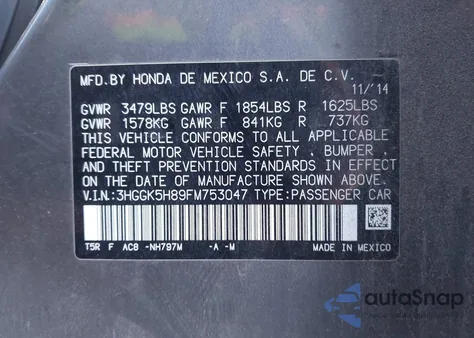 MFD. BY HONDA DE MEXICO S.A. DE C.V.
11/'14
GVWR 3479LBS GAWR F 1854LBS R 1625LBS
GVWR 1578KG GAWR F 841KG R 737KG
THIS VEHICLE CONFORMS TO ALL APPLICABLE
FEDERAL MOTOR VEHICLE SAFETY , BUMPER ,
AND THEFT PREVENTION STANDARDS IN EFFECT
ON THE DATE OF MANUFACTURE SHOWN ABOVE.
V.I.N.:3HGGK5H89FM753047 TYPE:PASSENGER CAR
T5R F AC8 -NH797M -A -M MADE IN MEXICO
autoSnap